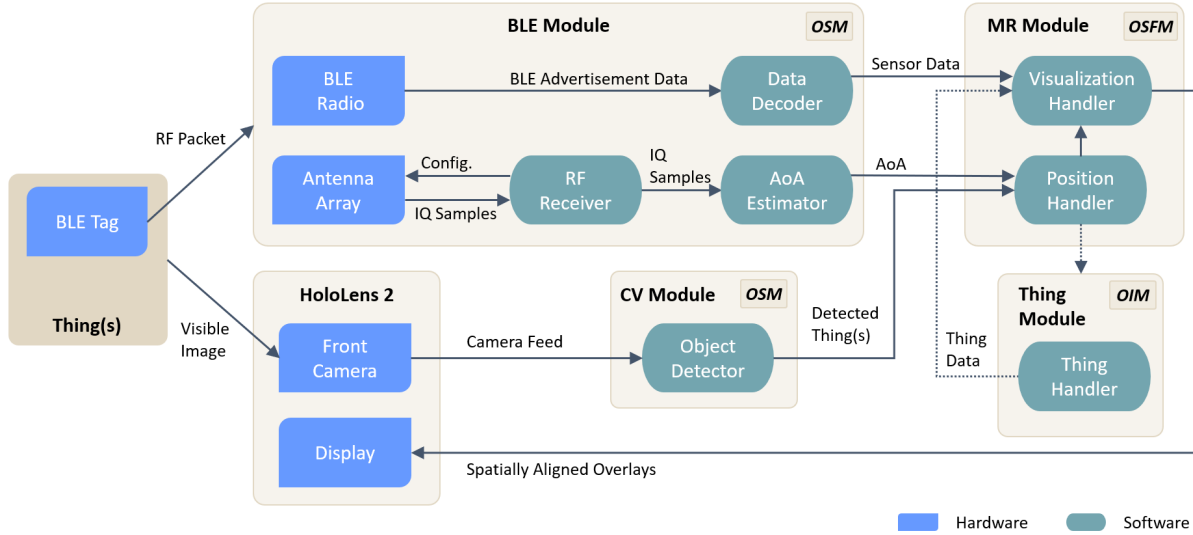 BLE Module
OSM
BLE
Radio
BLE Advertisement Data
Data
Decoder
Sensor Data
MR Module
OSFM
Visualization
Handler
RF Packet
Antenna
Array
Config.
IQ Samples
RF
Receiver
IQ
Samples
AoA
Estimator
AoA
Position
Handler
BLE Tag
Thing(s)
Visible
Image
HoloLens 2
Front
Camera
Camera Feed
CV Module
OSM
Object
Detector
Detected
Thing(s)
Thing
Module
OIM
Thing
Data
Thing
Handler
Display
Spatially Aligned Overlays
Hardware
Software